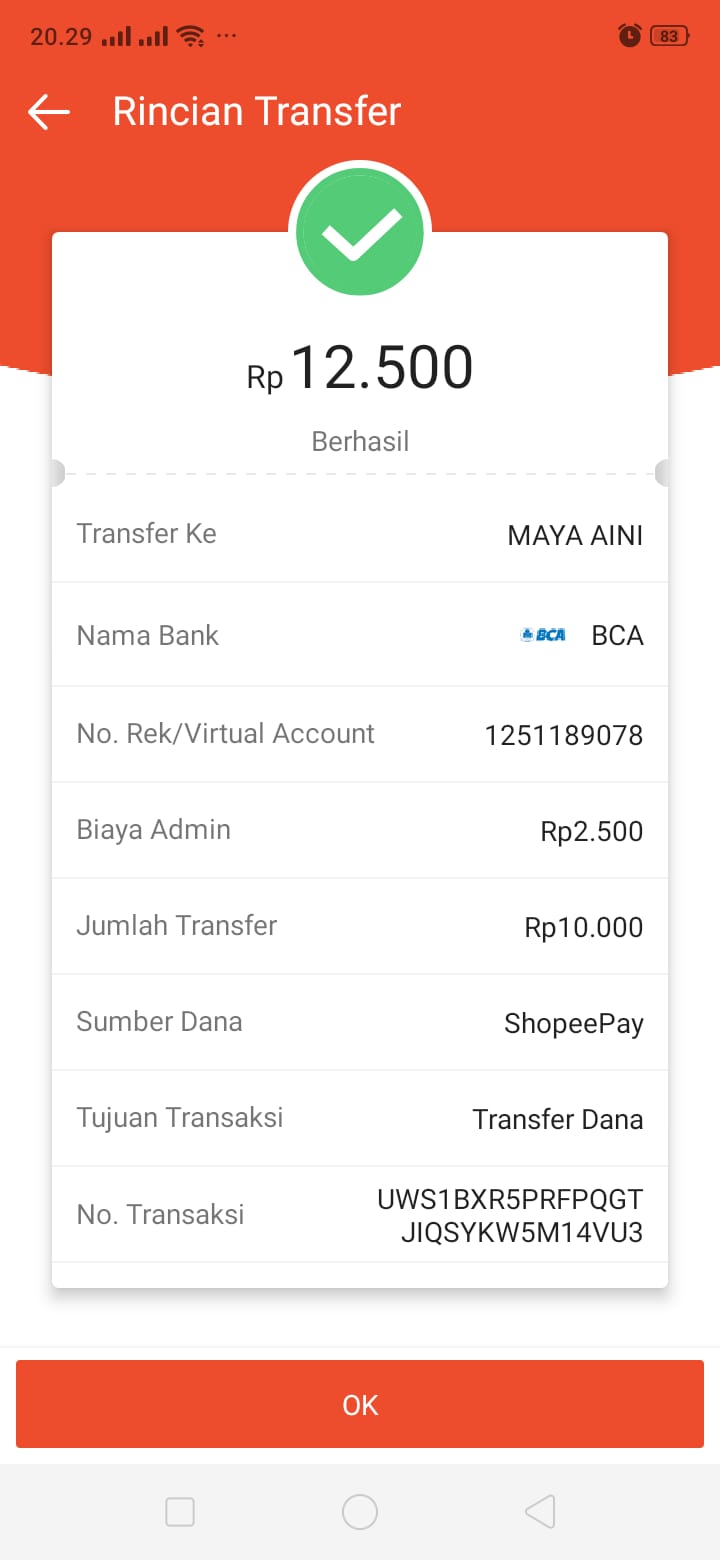 20.29
83
Rincian Transfer
Rp 12.500
Berhasil
Transfer Ke MAYA AINI
Nama Bank BCA BCA
No. Rek/Virtual Account 1251189078
Biaya Admin Rp2.500
Jumlah Transfer Rp10.000
Sumber Dana ShopeePay
Tujuan Transaksi Transfer Dana
No. Transaksi UWS1BXR5PRFPQGT
JIQSYKW5M14VU3
OK